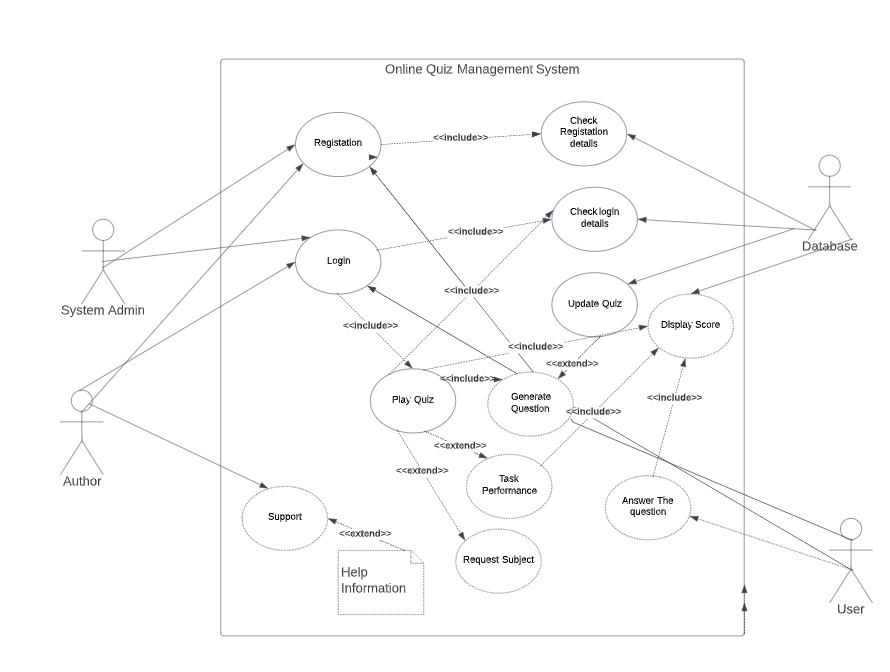 Online Quiz Management System
Registation
<<include>>
Check
Registation
details
Check login
details
<<include>>
Database
Login
System Admin
<<include>>
Update Quiz
Display Score
<<include>>
<<include>>
<<extend>>
<<include>>
Play Quiz
Generate
Question
<<include>>
<<include>>
Author
<<extend>>
<<extend>>
Task
Performance
Answer The
question
Support
<<extend>>
Help
Information
Request Subject
User